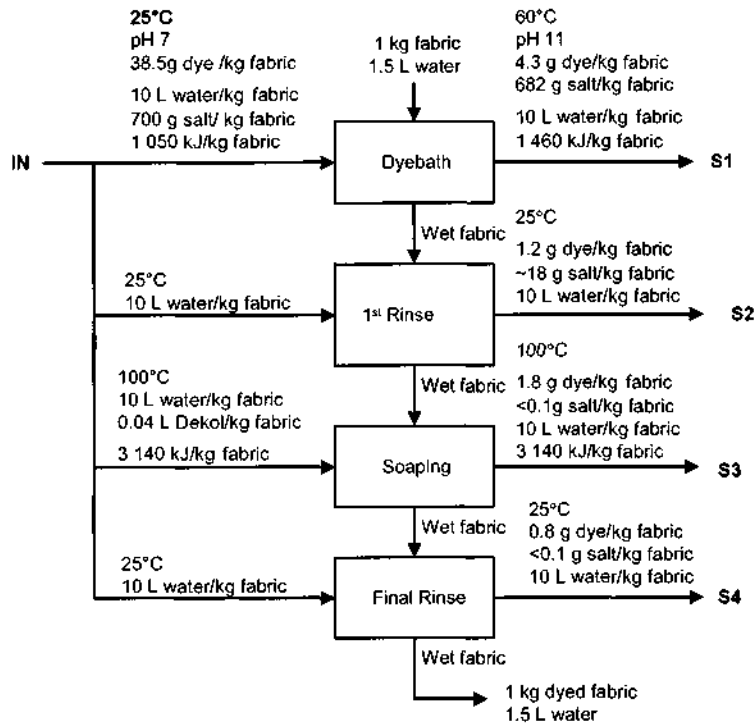 25°C
pH 7
38.5g dye /kg fabric
10 L water/kg fabric
700 g salt/ kg fabric
1 050 kJ/kg fabric
1 kg fabric
1.5 L water
60°C
pH 11
4.3 g dye/kg fabric
682 g salt/kg fabric
10 L water/kg fabric
1 460 kJ/kg fabric
IN
Dyebath
S1
Wet fabric
25°C
1.2 g dye/kg fabric
~18 g salt/kg fabric
10 L water/kg fabric
25°C
10 L water/kg fabric
1st Rinse
S2
Wet fabric
100°C
1.8 g dye/kg fabric
<0.1g salt/kg fabric
10 L water/kg fabric
3 140 kJ/kg fabric
100°C
10 L water/kg fabric
0.04 L Dekol/kg fabric
3 140 kJ/kg fabric
Soaping
S3
Wet fabric
25°C
0.8 g dye/kg fabric
<0.1 g salt/kg fabric
10 L water/kg fabric
25°C
10 L water/kg fabric
Final Rinse
S4
Wet fabric
1 kg dyed fabric
1.5 L water